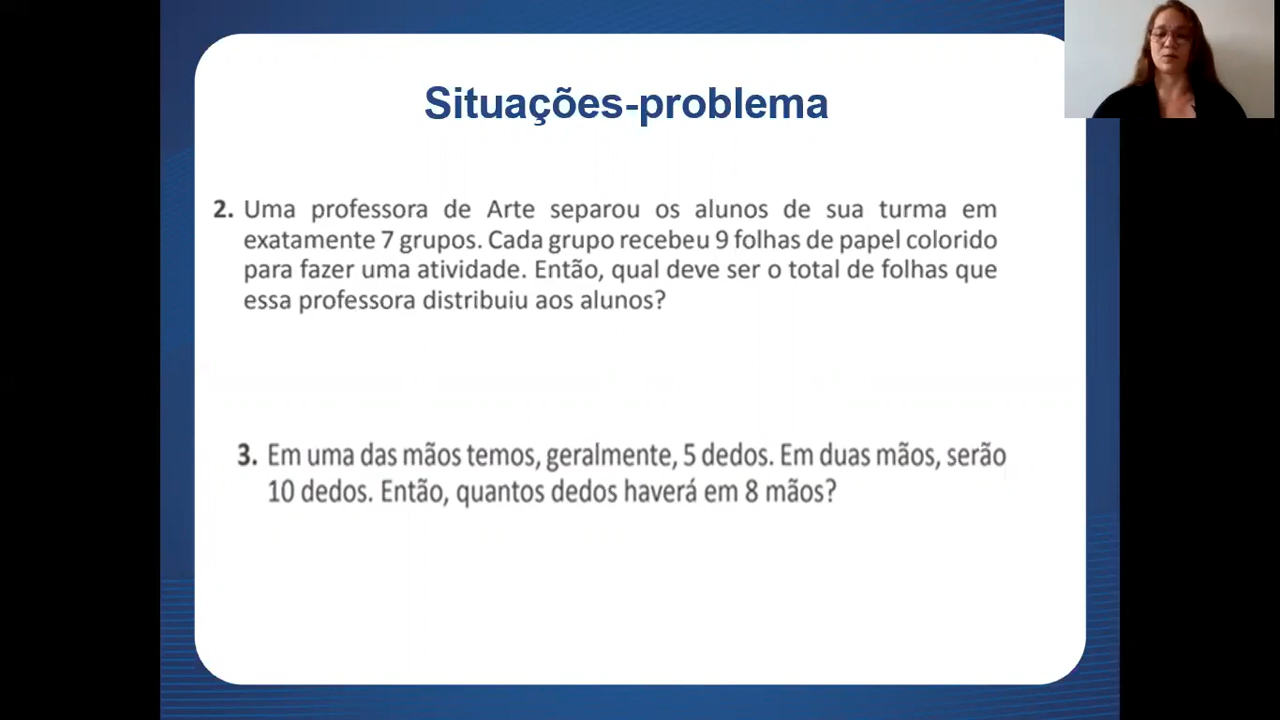 Situações-problema
2. Uma professora de Arte separou os alunos de sua turma em
exatamente 7 grupos. Cada grupo recebeu 9 folhas de papel colorido
para fazer uma atividade. Então, qual deve ser o total de folhas que
essa professora distribuiu aos alunos?
3. Em uma das mãos temos, geralmente, 5 dedos. Em duas mãos, serão
10 dedos. Então, quantos dedos haverá em 8 mãos?